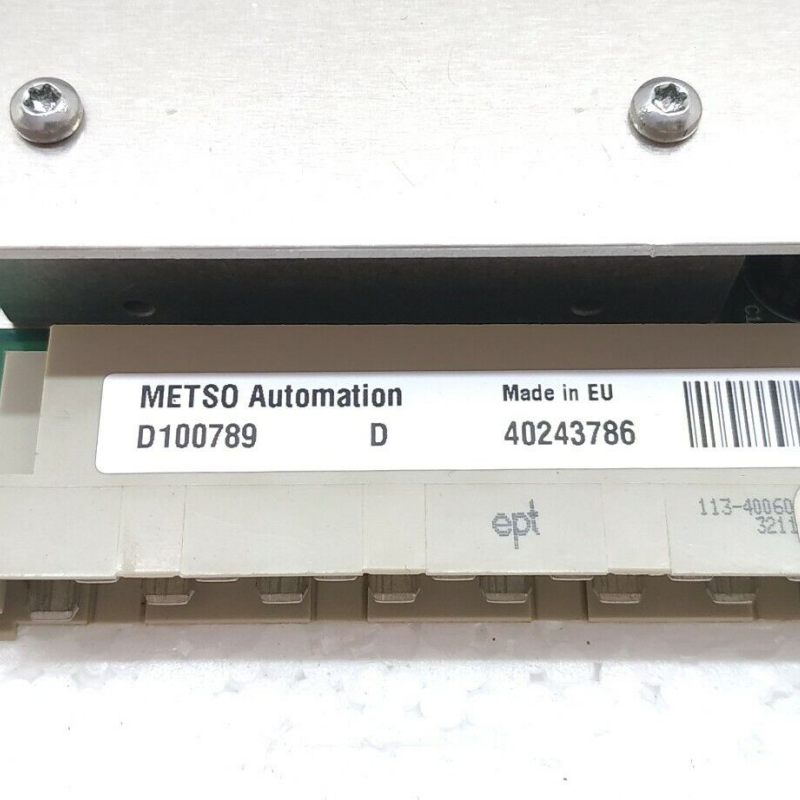 METSO Automation Made in EU
D100789 D 40243786
ept
113-40060
3211